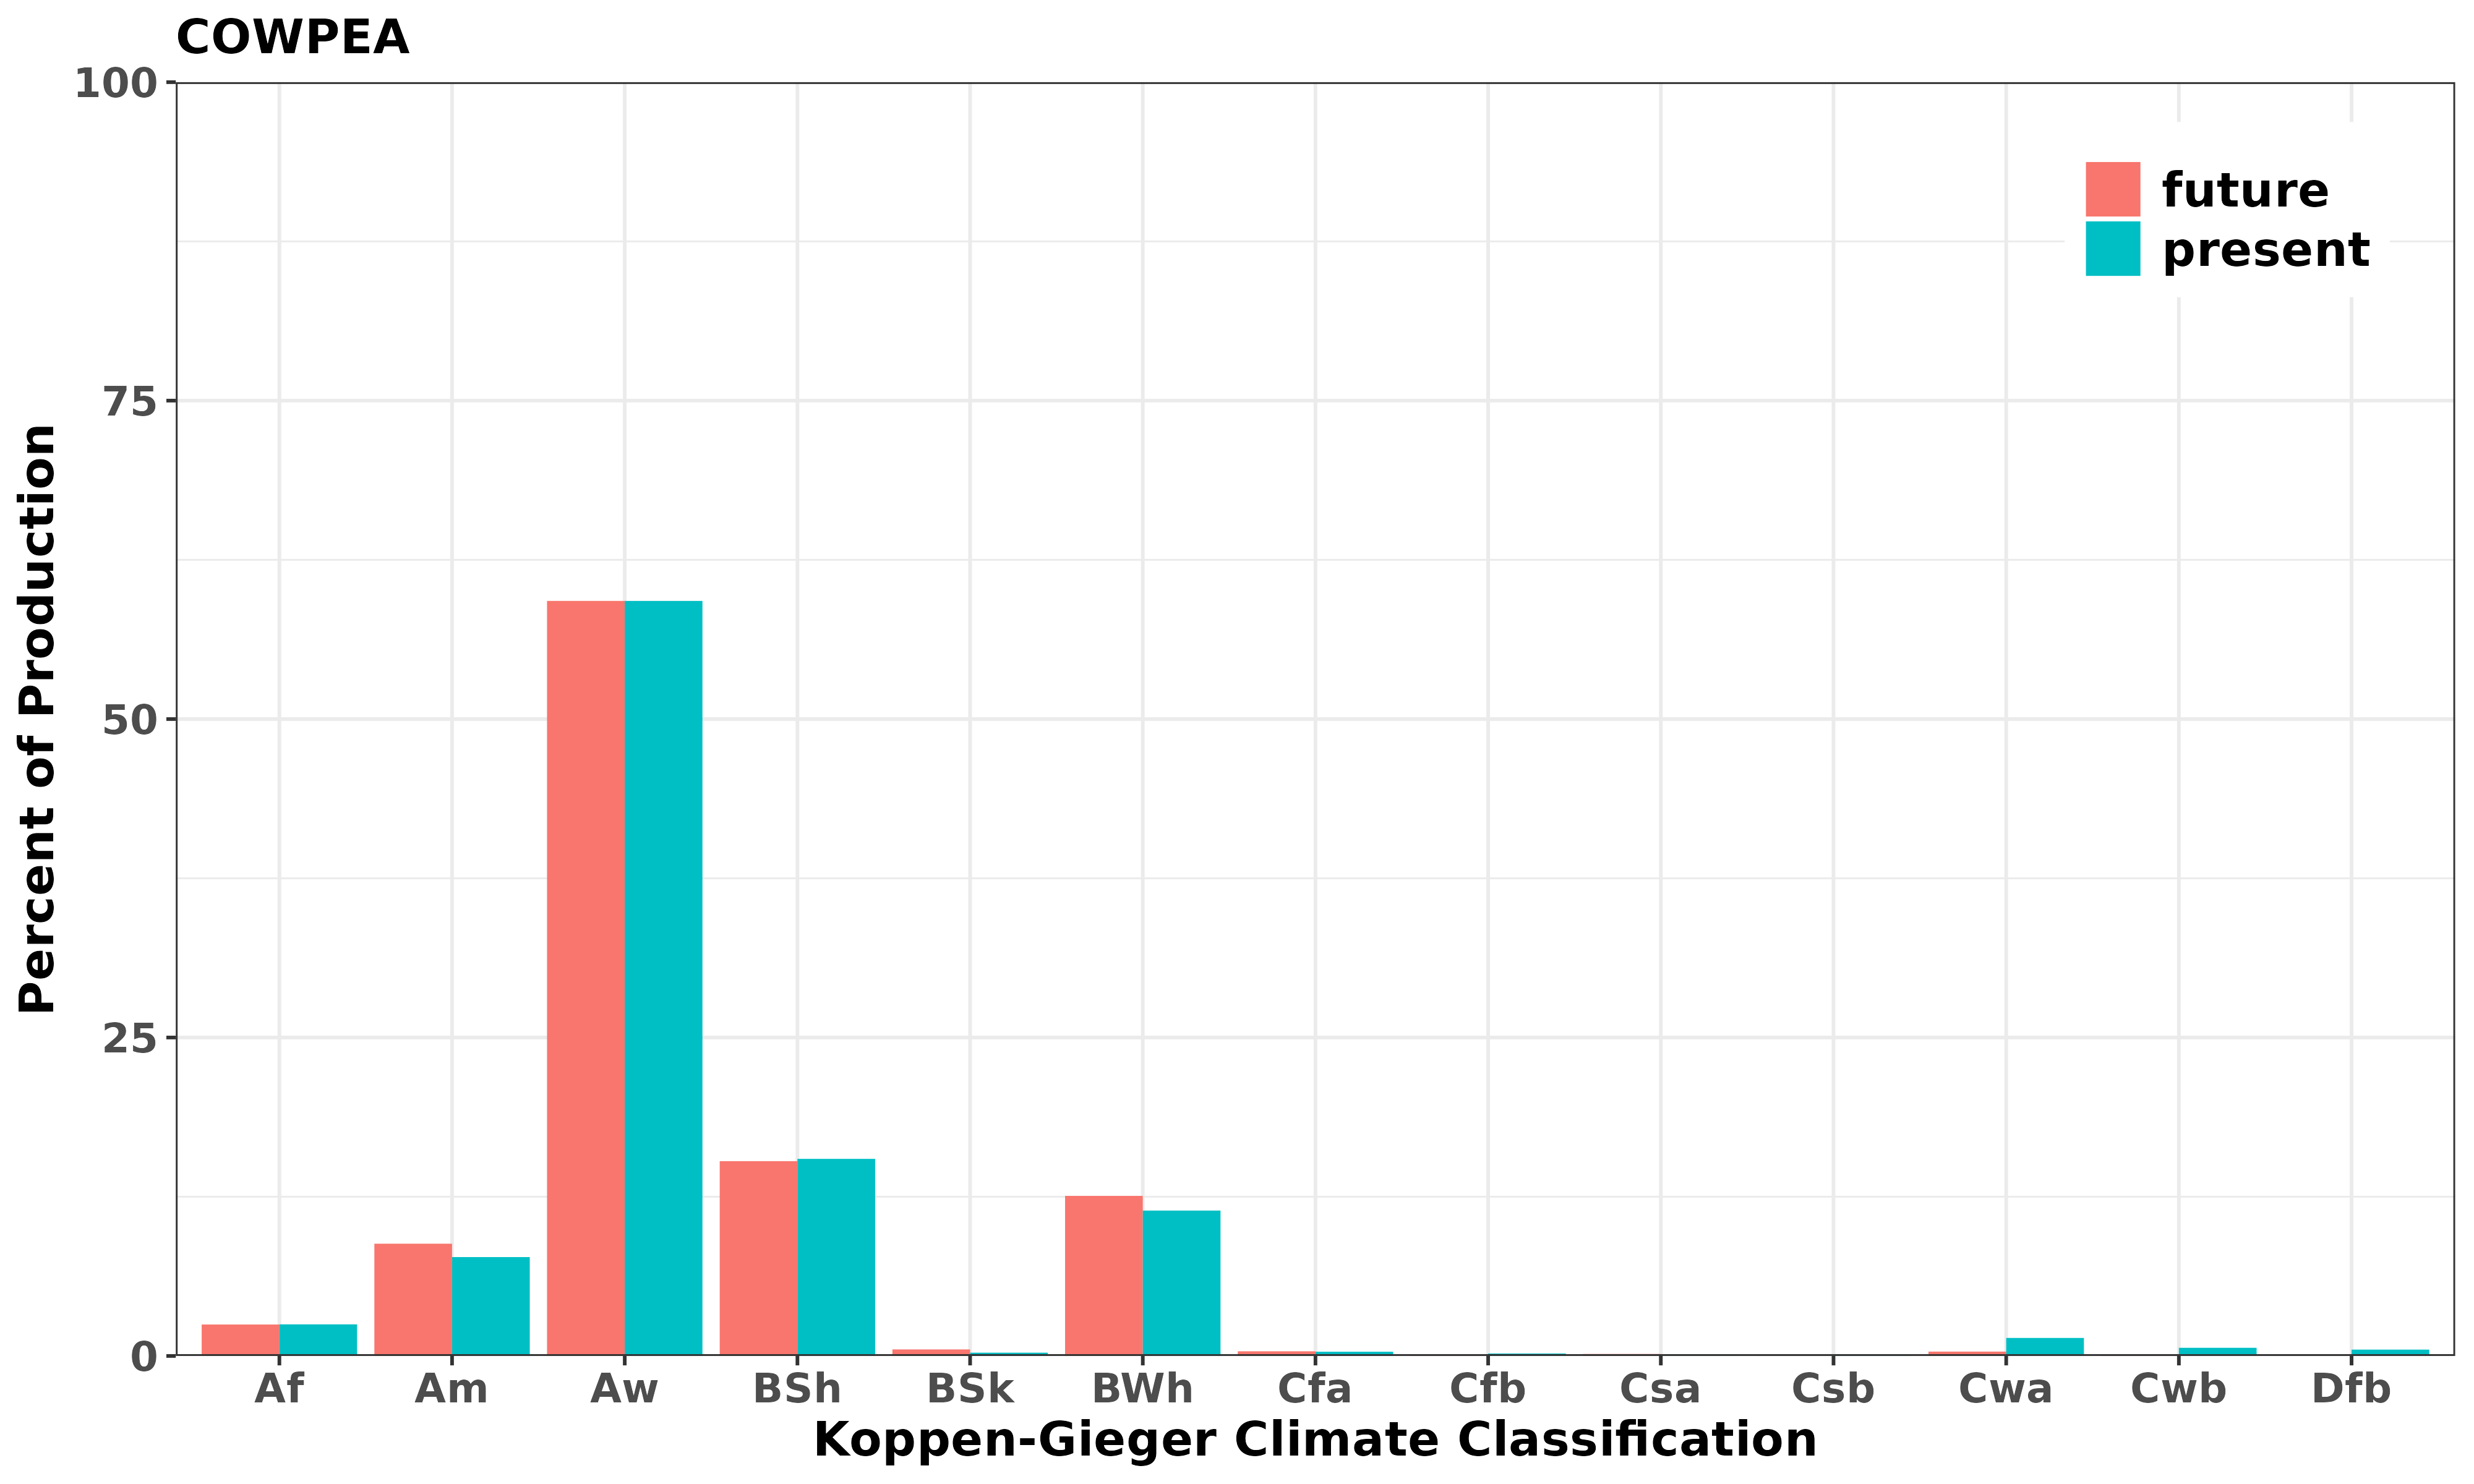 COWPEA
100
75
50
25
0
Percent of Production
future
present
Af Am Aw BSh BSk BWh Cfa Cfb Csa Csb Cwa Cwb Dfb
Koppen-Gieger Climate Classification